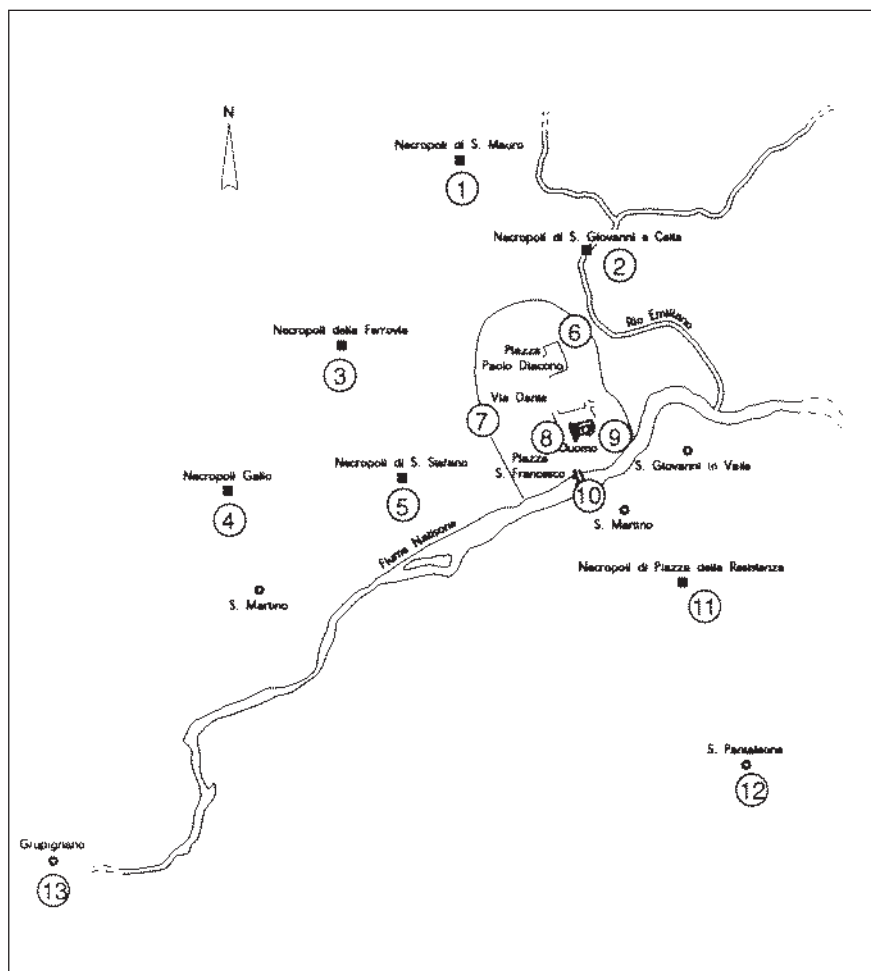 N
Necropoli di S. Mauro
1
Necropoli di S. Giovanni e Cella
2
Rio Emiliano
6
Necropoli della Ferrovia
3
Piazza
Paolo Diacono
Via Dante
7
8
9
Duomo
Piazza
S. Francesco
10
Necropoli di S. Stefano
5
Necropoli Gallo
4
S. Giovanni in Valle
S. Martino
Fiume Natisone
Necropoli di Piazza della Resistenza
11
S. Martino
S. Pantaleone
12
Grupignano
13